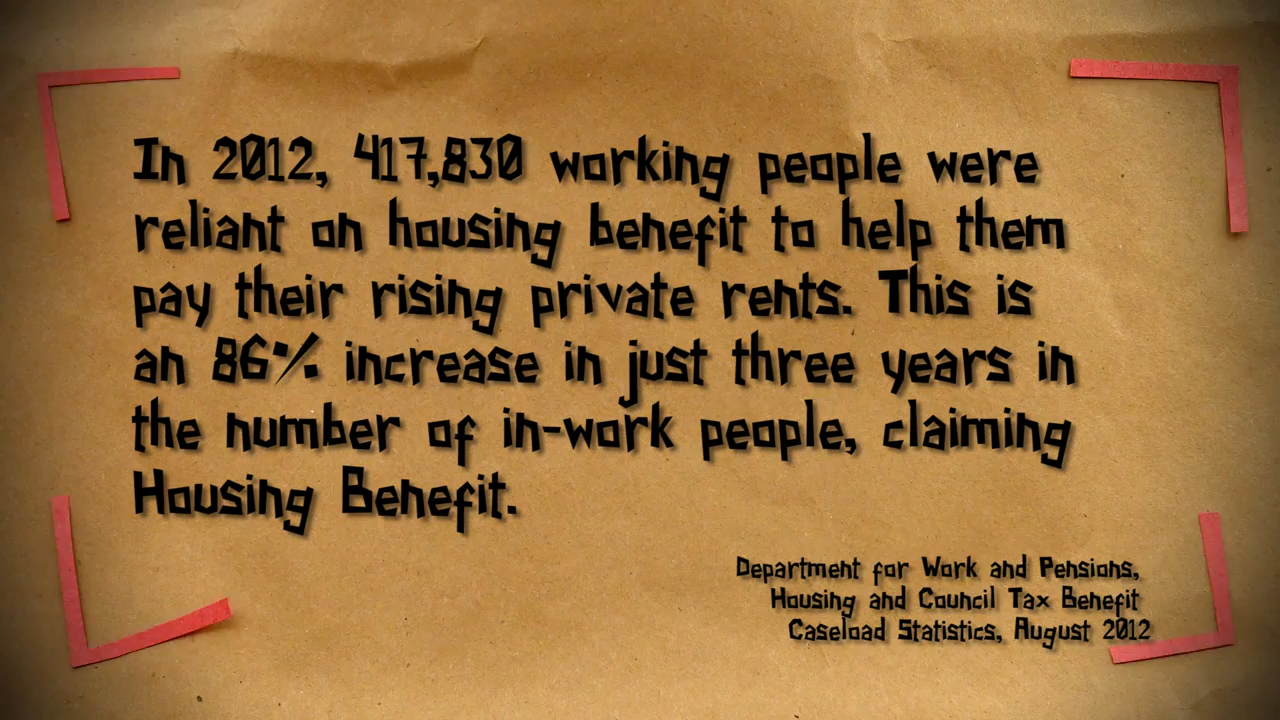 In 2012, 417,830 working people were
reliant on housing benefit to help them
pay their rising private rents. This is
an 86% increase in just three years in
the number of in-work people, claiming
Housing Benefit.
Department for Work and Pensions,
Housing and Council Tax Benefit
Caseload Statistics, August 2012